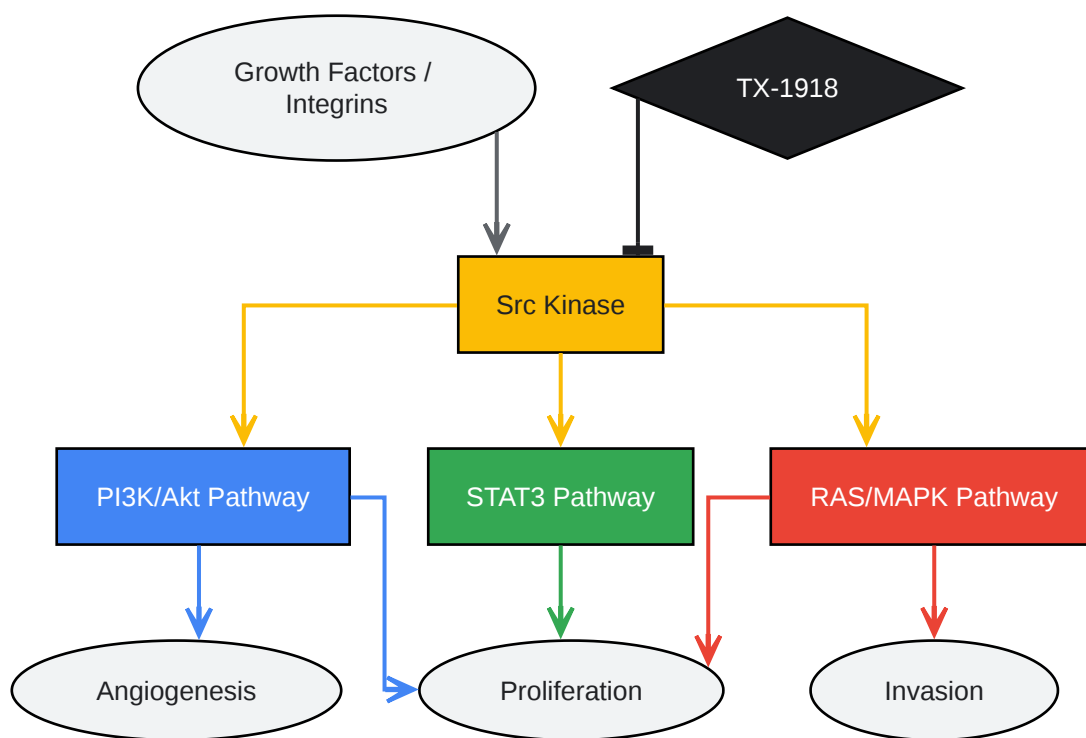 Growth Factors /
Integrins
TX-1918
Src Kinase
PI3K/Akt Pathway
STAT3 Pathway
RAS/MAPK Pathway
Angiogenesis
Proliferation
Invasion